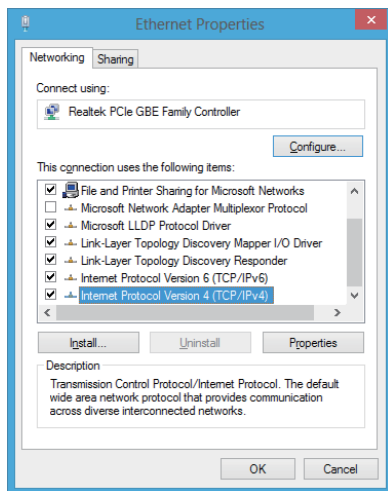 Ethernet Properties
Networking
Sharing
Connect using:
Realtek PCIe GBE Family Controller
Configure...
This connection uses the following items:
File and Printer Sharing for Microsoft Networks
Microsoft Network Adapter Multiplexor Protocol
Microsoft LLDP Protocol Driver
Link-Layer Topology Discovery Mapper I/O Driver
Link-Layer Topology Discovery Responder
Internet Protocol Version 6 (TCP/IPv6)
Internet Protocol Version 4 (TCP/IPv4)
Install...
Uninstall
Properties
Description
Transmission Control Protocol/Internet Protocol. The default
wide area network protocol that provides communication
across diverse interconnected networks.
OK
Cancel